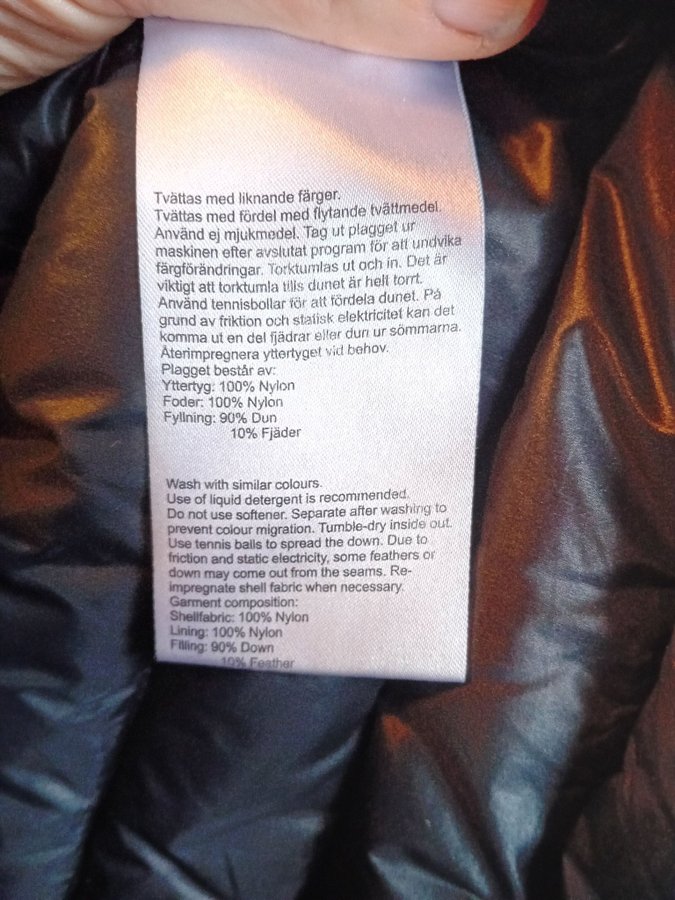 Tvättas med liknande färger.
Tvättas med fördel med flytande tvättmedel.
Använd ej mjukmedel. Tag ut plagget ur
maskinen efter avslutat program för att undvika
färgförändringar. Torktumlas ut och in. Det är
viktigt att torktumla tills dunet är helt torrt.
Använd tennisbollar för att fördela dunet. På
grund av friktion och statisk elektricitet kan det
komma ut en del fjädrar eller dun ur sömmarna.
Återimpregnera yttertyget vid behov.
Plagget består av:
Yttertyg: 100% Nylon
Foder: 100% Nylon
Fyllning: 90% Dun
10% Fjäder
Wash with similar colours.
Use of liquid detergent is recommended.
Do not use softener. Separate after washing to
prevent colour migration. Tumble-dry inside out.
Use tennis balls to spread the down. Due to
friction and static electricity, some feathers or
down may come out from the seams. Re-
impregnate shell fabric when necessary.
Garment composition:
Shellfabric: 100% Nylon
Lining: 100% Nylon
Filling: 90% Down
10% Feather